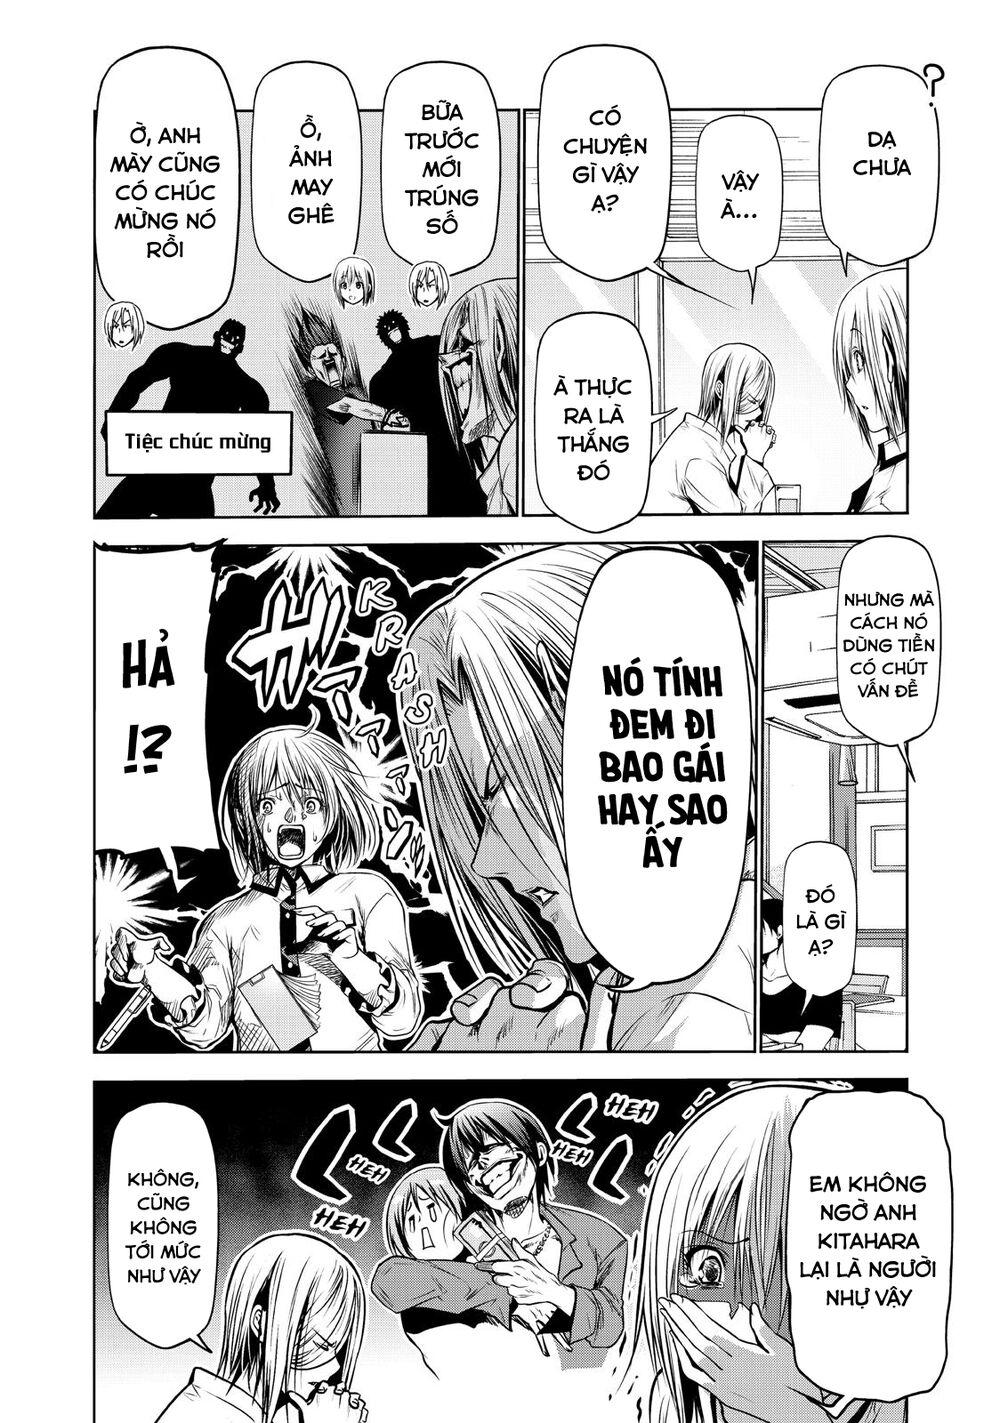 ?
DẠ
CHƯA
VẬY
À...
CÓ
CHUYỆN
GÌ VẬY
Ạ?
À THỰC
RA LÀ
THẮNG
ĐÓ
BỮA
TRƯỚC
MỚI
TRÚNG
SỐ
Ồ,
ẢNH
MAY
GHÊ
Ờ, ANH
MÀY CŨNG
CÓ CHÚC
MỪNG NÓ
RỒI
Tiệc chúc mừng
NHƯNG MÀ
CÁCH NÓ
DÙNG TIỀN
CÓ CHÚT
VẤN ĐỀ
ĐÓ
LÀ GÌ
Ạ?
NÓ TÍNH
ĐEM ĐI
BAO GÁI
HAY SAO
ẤY
KRASH
HẢ
!?
EM KHÔNG
NGỜ ANH
KITAHARA
LẠI LÀ NGƯỜI
NHƯ VẬY
HEH
HEH
HEH
HEH
KHÔNG,
CŨNG
KHÔNG
TỚI MỨC
NHƯ VẬY